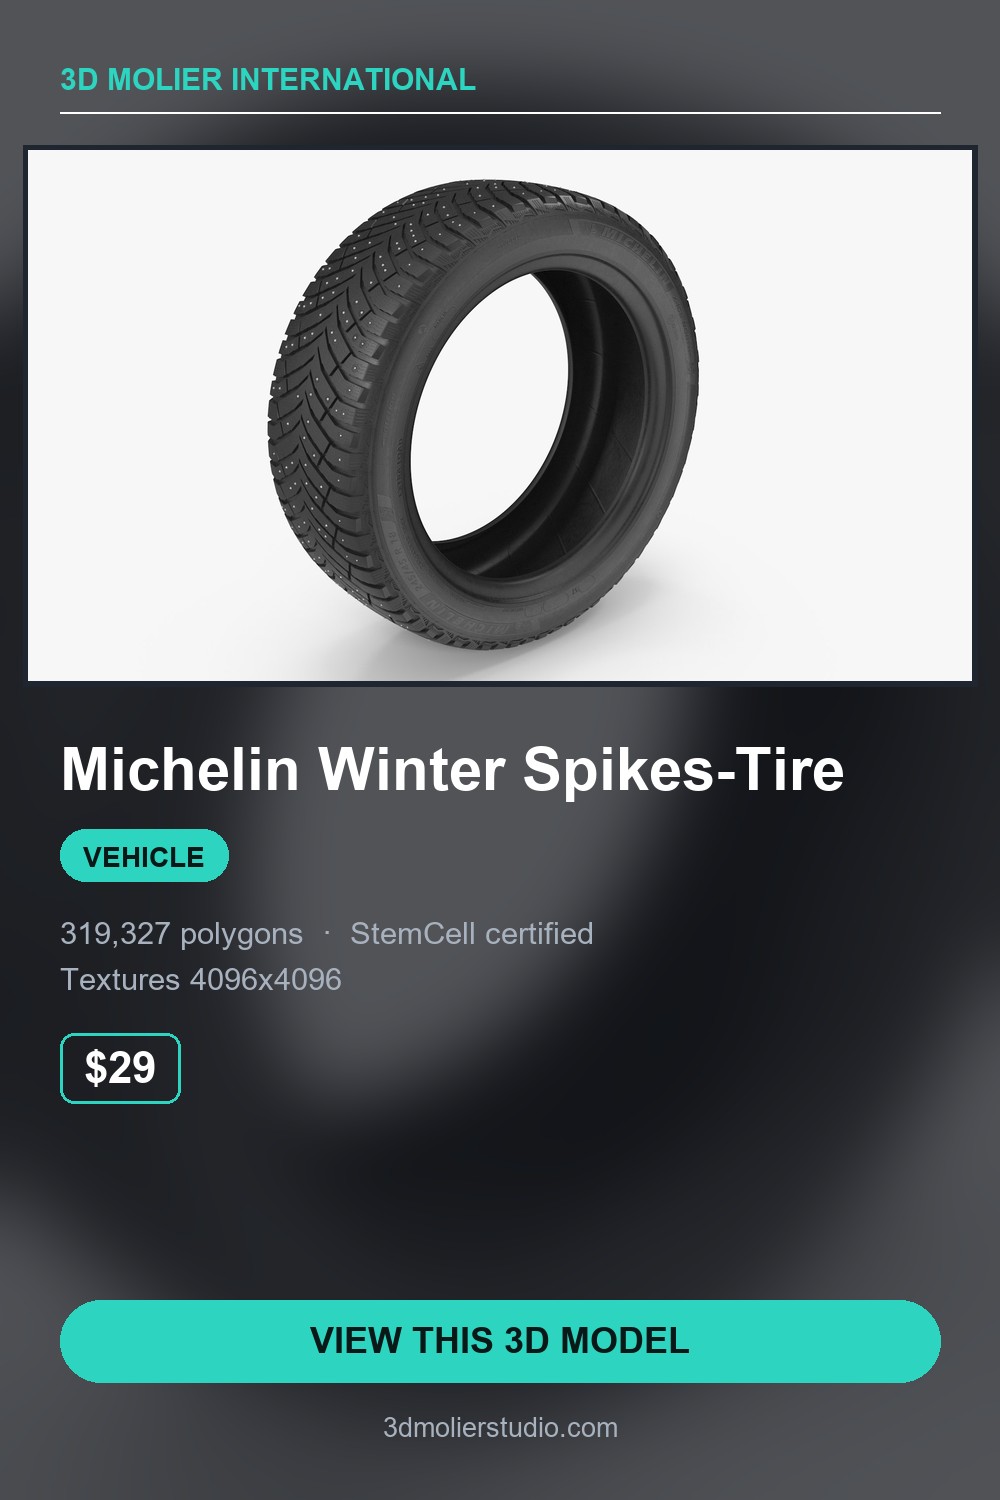 3D MOLIER INTERNATIONAL
MICHELIN
Michelin Winter Spikes-Tire
VEHICLE
319,327 polygons · StemCell certified
Textures 4096x4096
$29
VIEW THIS 3D MODEL
3dmolierstudio.com